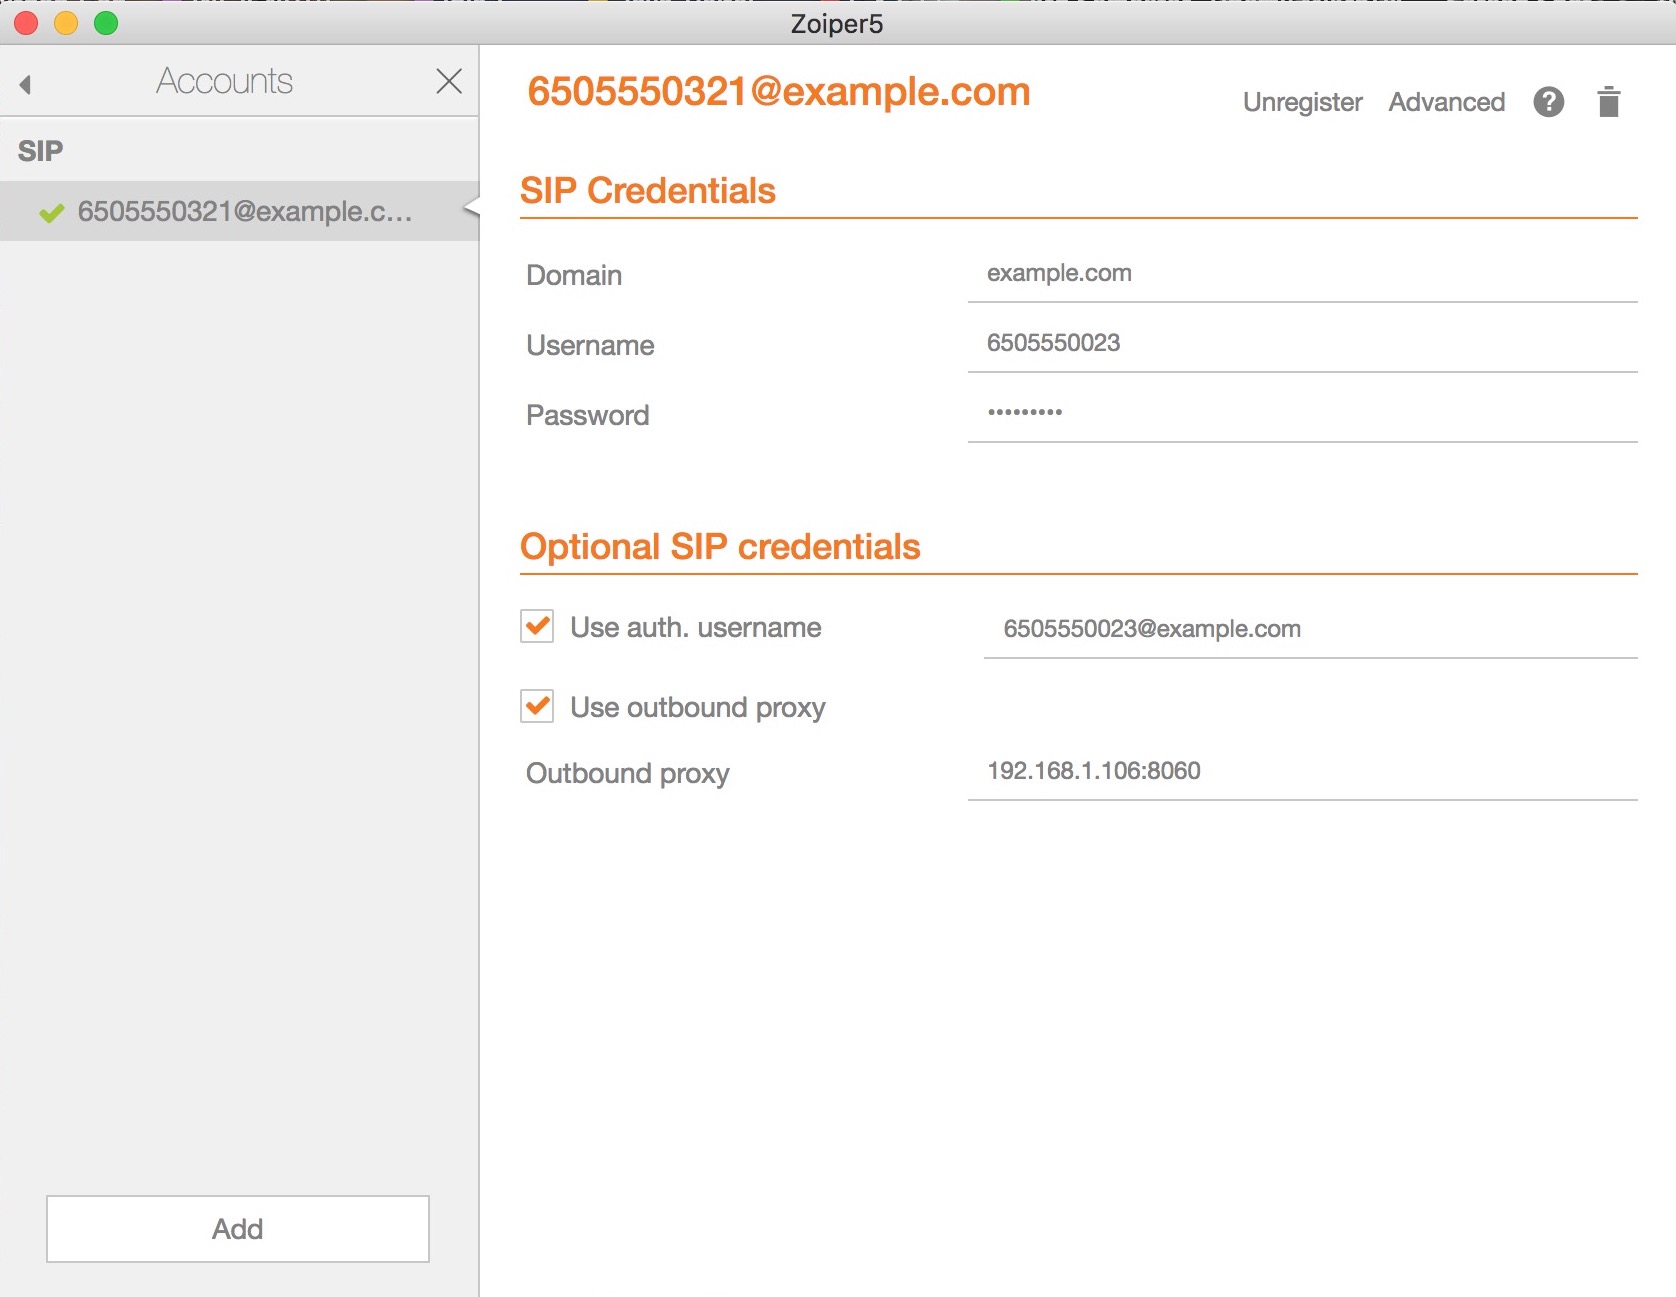 Zoiper5
Accounts
SIP
6505550321@example.c...
Add
6505550321@example.com
Unregister Advanced ?
SIP Credentials
Domain example.com
Username 6505550023
Password •••••••••
Optional SIP credentials
Use auth. username 6505550023@example.com
Use outbound proxy
Outbound proxy 192.168.1.106:8060